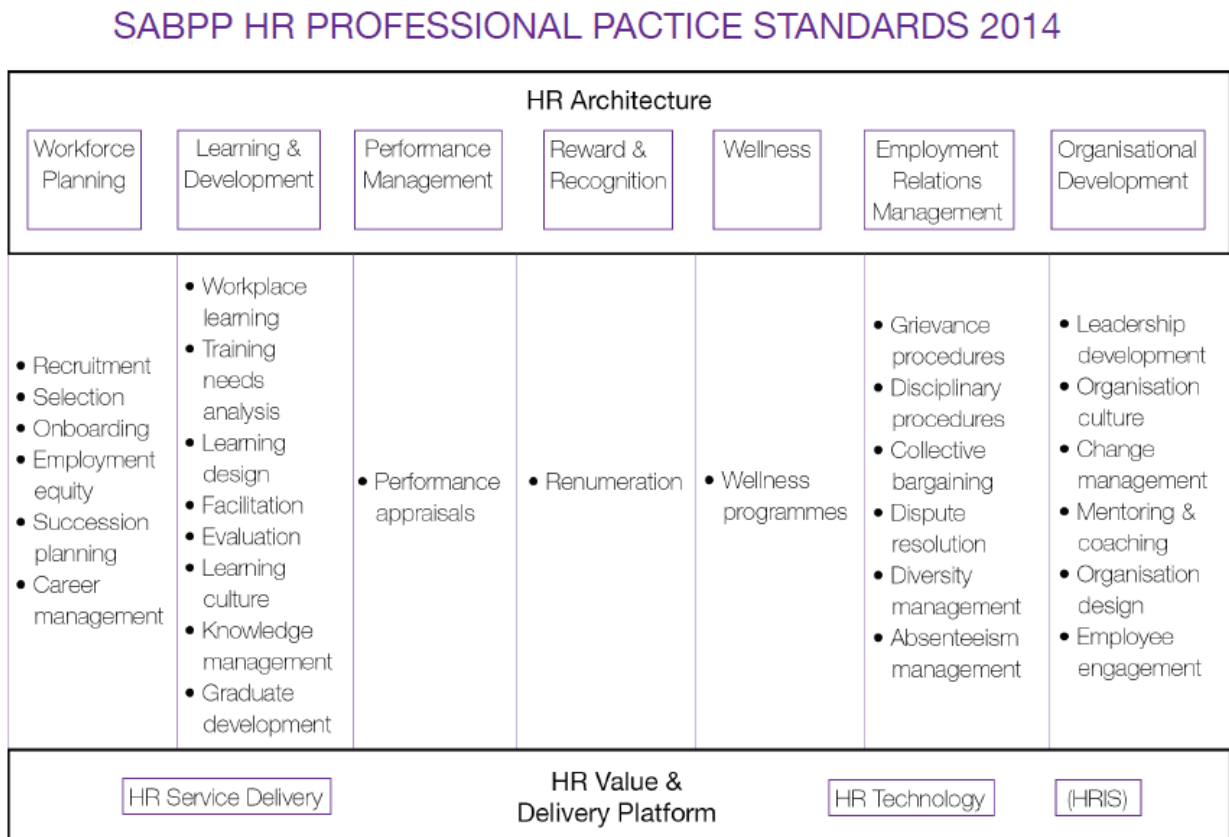 SABPP HR PROFESSIONAL PACTICE STANDARDS 2014
HR Architecture
Workforce
Planning
Learning &
Development
Performance
Management
Reward &
Recognition
Wellness
Employment
Relations
Management
Organisational
Development
• Recruitment
• Selection
• Onboarding
• Employment
equity
• Succession
planning
• Career
management
• Workplace
learning
• Training
needs
analysis
• Learning
design
• Facilitation
• Evaluation
• Learning
culture
• Knowledge
management
• Graduate
development
• Performance
appraisals
• Renumeration
• Wellness
programmes
• Grievance
procedures
• Disciplinary
procedures
• Collective
bargaining
• Dispute
resolution
• Diversity
management
• Absenteeism
management
• Leadership
development
• Organisation
culture
• Change
management
• Mentoring &
coaching
• Organisation
design
• Employee
engagement
HR Service Delivery
HR Value &
Delivery Platform
HR Technology
(HRIS)